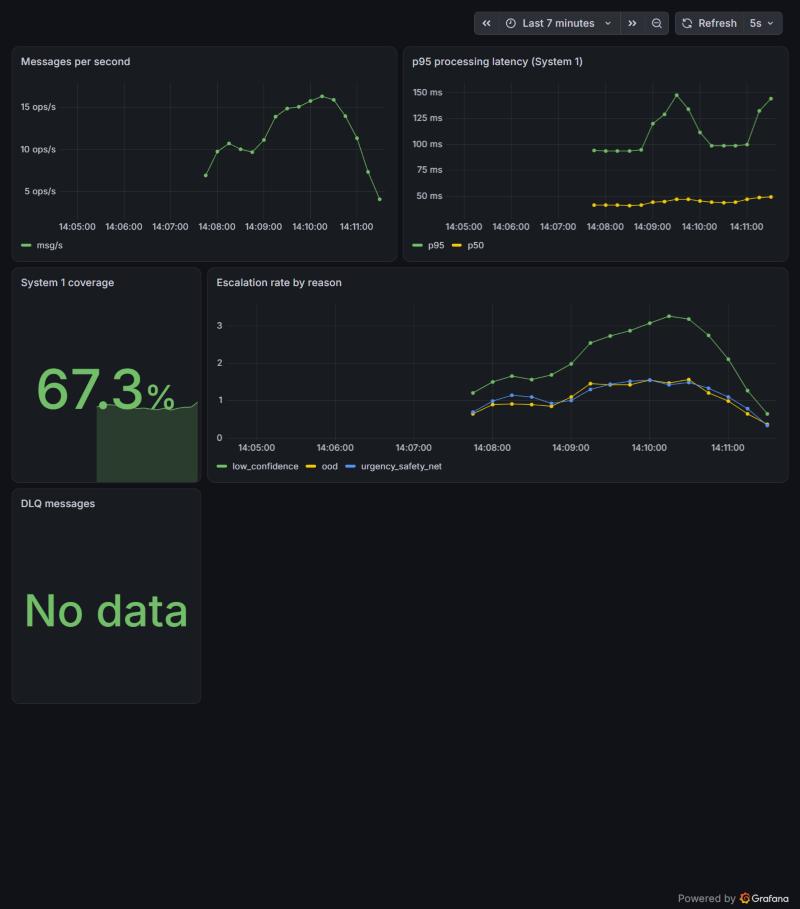 Last 7 minutes
Refresh 5s
Messages per second
15 ops/s
10 ops/s
5 ops/s
14:05:00 14:06:00 14:07:00 14:08:00 14:09:00 14:10:00 14:11:00
msg/s
p95 processing latency (System 1)
150 ms
125 ms
100 ms
75 ms
50 ms
14:05:00 14:06:00 14:07:00 14:08:00 14:09:00 14:10:00 14:11:00
p95 p50
System 1 coverage
67.3%
Escalation rate by reason
3
2
1
0
14:05:00 14:06:00 14:07:00 14:08:00 14:09:00 14:10:00 14:11:00
low_confidence ood urgency_safety_net
DLQ messages
No data
Powered by Grafana